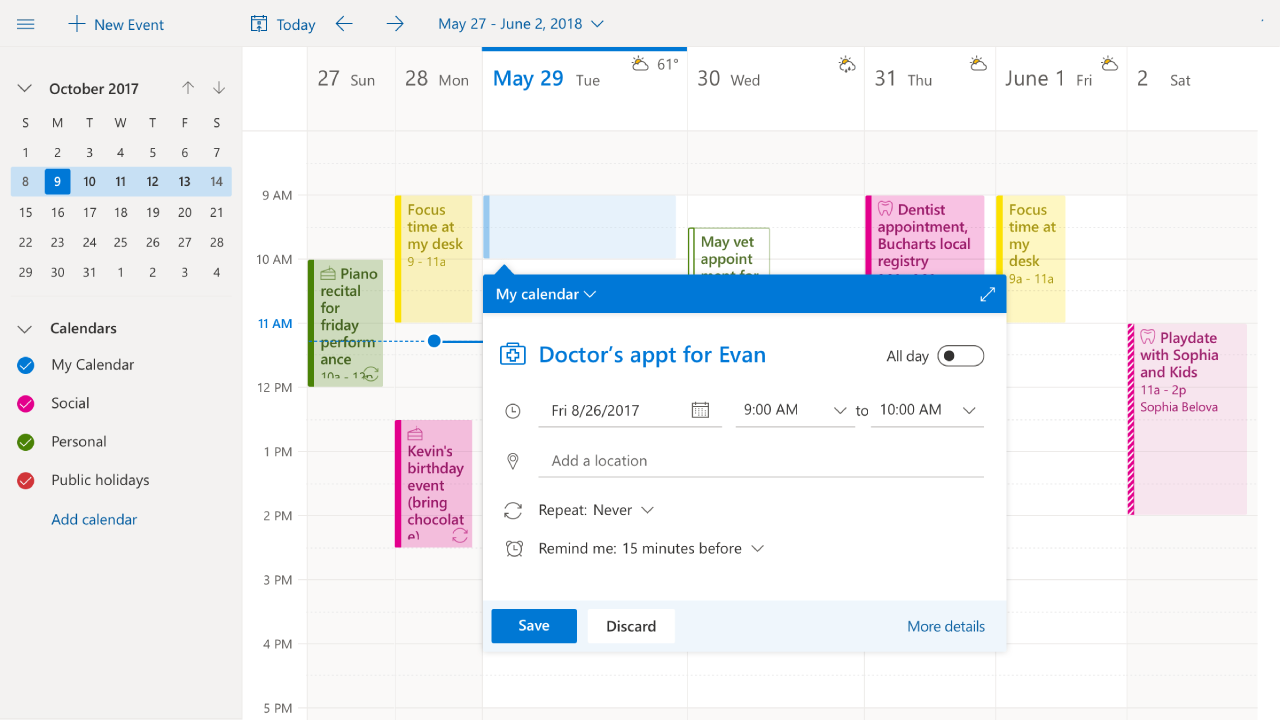 New Event
Today
May 27 - June 2, 2018
October 2017
S M T W T F S
1 2 3 4 5 6 7
8 9 10 11 12 13 14
15 16 17 18 19 20 21
22 23 24 25 26 27 28
29 30 31 1 2 3 4
Calendars
My Calendar
Social
Personal
Public holidays
Add calendar
27 Sun
28 Mon
May 29 Tue
61°
30 Wed
31 Thu
June 1 Fri
2 Sat
9 AM
10 AM
11 AM
12 PM
1 PM
2 PM
3 PM
4 PM
5 PM
Piano
recital
for
friday
perform
ance
10a - 12p
Focus
time at
my desk
9 - 11a
Kevin's
birthday
event
(bring
chocolat
e)
May vet
appoint
ment for
Dentist
appointment,
Bucharts local
registry
Focus
time at
my
desk
9a - 11a
Playdate
with Sophia
and Kids
11a - 2p
Sophia Belova
My calendar
Doctor's appt for Evan
All day
Fri 8/26/2017
9:00 AM to 10:00 AM
Add a location
Repeat: Never
Remind me: 15 minutes before
Save
Discard
More details